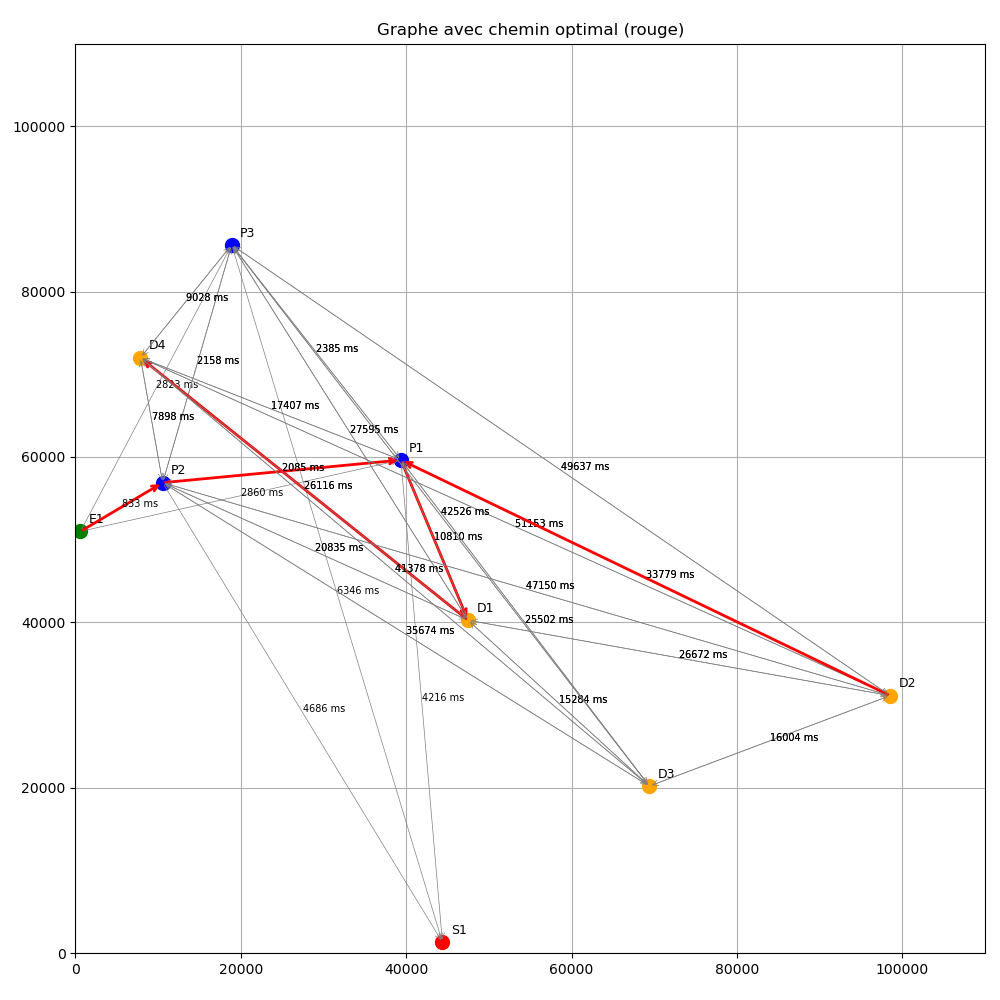 Graphe avec chemin optimal (rouge)
100000
80000
60000
40000
20000
0
P3
9028 ms
D4
2385 ms
2158 ms
2823 ms
17407 ms
7898 ms
27595 ms
P1
P2
2085 ms
49637 ms
26116 ms
2860 ms
833 ms
42526 ms
E1
51153 ms
10810 ms
20835 ms
41378 ms
33779 ms
47150 ms
6346 ms
D1
25502 ms
35674 ms
26672 ms
D2
15284 ms
4216 ms
4686 ms
16004 ms
D3
S1
0
20000
40000
60000
80000
100000